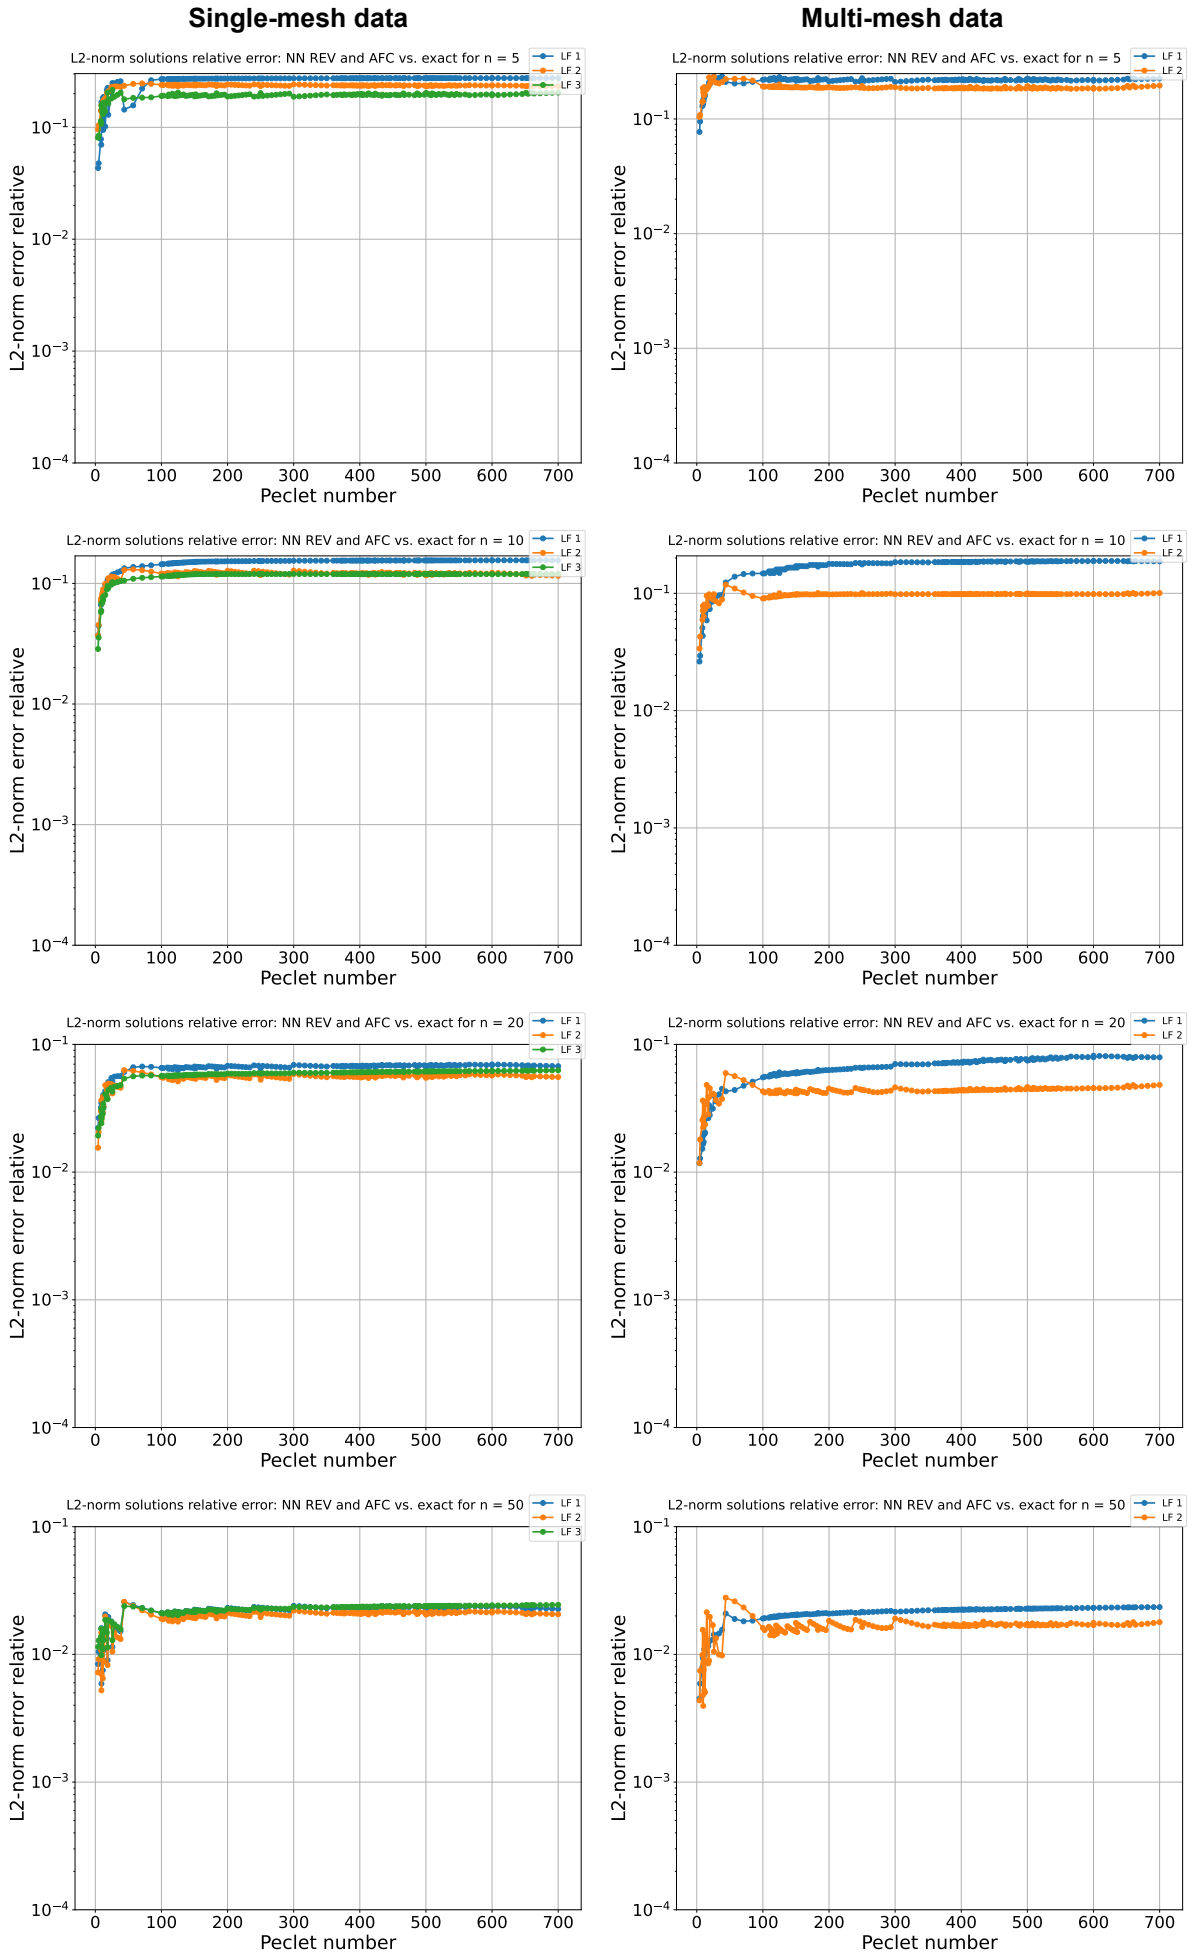 Single-mesh data
Multi-mesh data
L2-norm solutions relative error: NN REV and AFC vs. exact for n = 5
LF 1
LF 2
LF 3
10⁻¹
10⁻²
10⁻³
10⁻⁴
L2-norm error relative
0 100 200 300 400 500 600 700
Peclet number
L2-norm solutions relative error: NN REV and AFC vs. exact for n = 5
LF 1
LF 2
10⁻¹
10⁻²
10⁻³
10⁻⁴
L2-norm error relative
0 100 200 300 400 500 600 700
Peclet number
L2-norm solutions relative error: NN REV and AFC vs. exact for n = 10
LF 1
LF 2
LF 3
10⁻¹
10⁻²
10⁻³
10⁻⁴
L2-norm error relative
0 100 200 300 400 500 600 700
Peclet number
L2-norm solutions relative error: NN REV and AFC vs. exact for n = 10
LF 1
LF 2
10⁻¹
10⁻²
10⁻³
10⁻⁴
L2-norm error relative
0 100 200 300 400 500 600 700
Peclet number
L2-norm solutions relative error: NN REV and AFC vs. exact for n = 20
LF 1
LF 2
LF 3
10⁻¹
10⁻²
10⁻³
10⁻⁴
L2-norm error relative
0 100 200 300 400 500 600 700
Peclet number
L2-norm solutions relative error: NN REV and AFC vs. exact for n = 20
LF 1
LF 2
10⁻¹
10⁻²
10⁻³
10⁻⁴
L2-norm error relative
0 100 200 300 400 500 600 700
Peclet number
L2-norm solutions relative error: NN REV and AFC vs. exact for n = 50
LF 1
LF 2
LF 3
10⁻¹
10⁻²
10⁻³
10⁻⁴
L2-norm error relative
0 100 200 300 400 500 600 700
Peclet number
L2-norm solutions relative error: NN REV and AFC vs. exact for n = 50
LF 1
LF 2
10⁻¹
10⁻²
10⁻³
10⁻⁴
L2-norm error relative
0 100 200 300 400 500 600 700
Peclet number